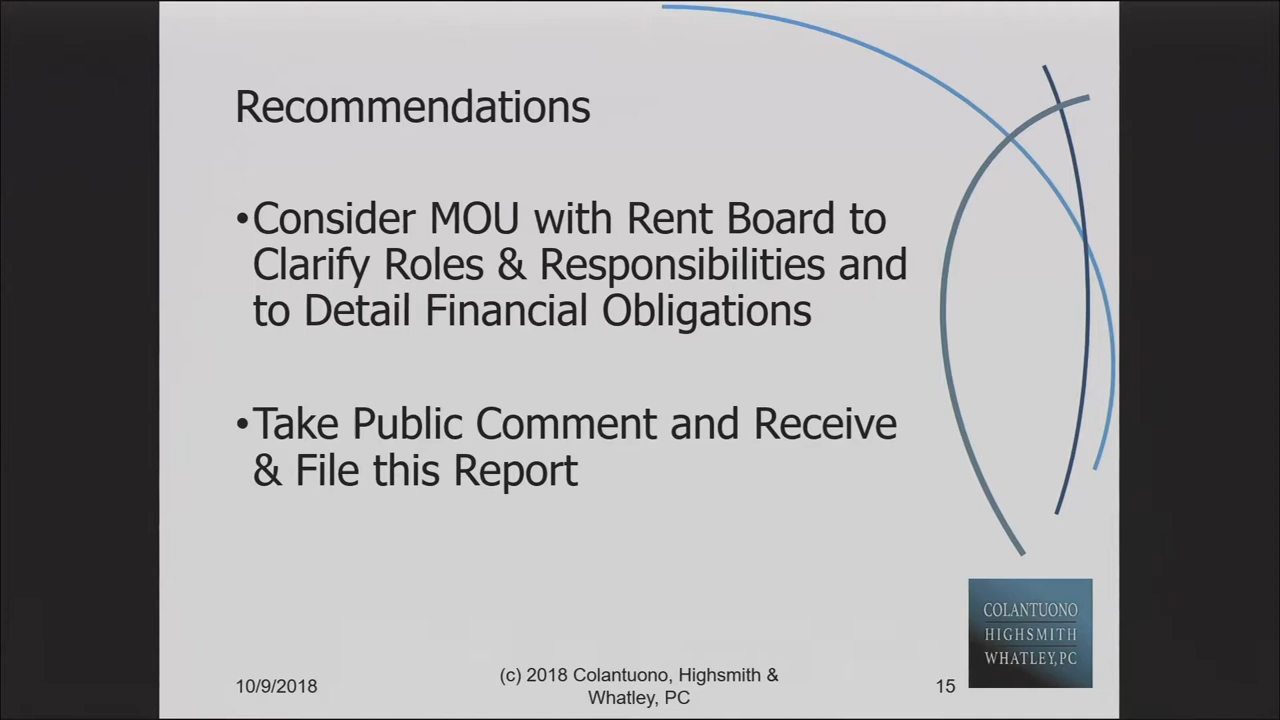 Recommendations
•Consider MOU with Rent Board to
Clarify Roles & Responsibilities and
to Detail Financial Obligations
•Take Public Comment and Receive
& File this Report
COLANTUONO
HIGHSMITH
WHATLEY,PC
10/9/2018
(c) 2018 Colantuono, Highsmith &
Whatley, PC
15